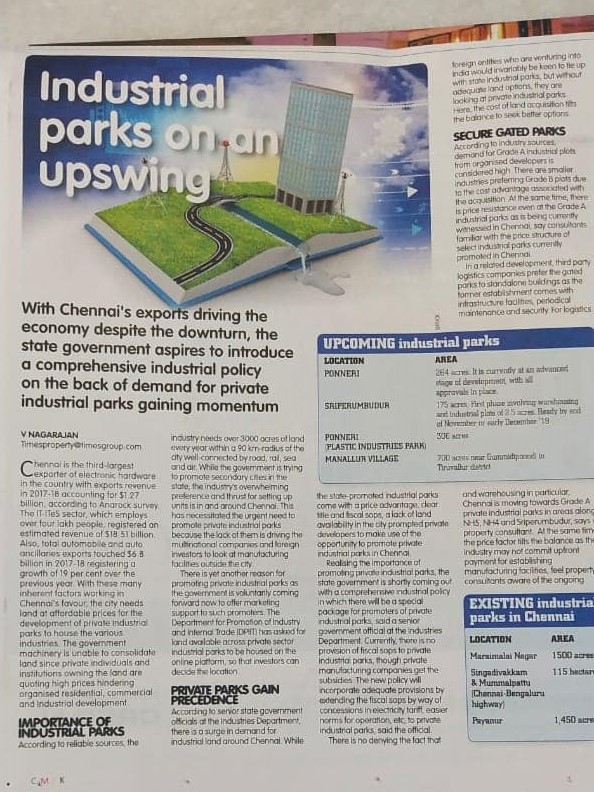 Industrial
parks on an
upswing
With Chennai's exports driving the
economy despite the downturn, the
state government aspires to introduce
a comprehensive industrial policy
on the back of demand for private
industrial parks gaining momentum
V NAGARAJAN
Timesproperty@timesgroup.com
Chennai is the third-largest
exporter of electronic hardware
in the country with exports revenue
in 2017-18 accounting for $1.27
billion, according to Anarock survey.
The IT-ITeS sector, which employs
over four lakh people, registered an
estimated revenue of $18.51 billion.
Also, total automobile and auto
ancillaries exports touched $6.8
billion in 2017-18 registering a
growth of 19 per cent over the
previous year. With these many
inherent factors working in
Chennai's favour, the city needs
land at affordable prices for the
development of private industrial
parks to house the various
industries. The government
machinery is unable to consolidate
land since private individuals and
institutions owning the land are
quoting high prices hindering
organised residential, commercial
and industrial development
IMPORTANCE OF
INDUSTRIAL PARKS
According to reliable sources, the
industry needs over 3000 acres of land
every year within a 90 km-radius of the
city well-connected by road, rail, sea
and air. While the government is trying
to promote secondary cities in the
state, the industry's overwhelming
preference and thrust for setting up
units is in and around Chennai. This
has necessitated the urgent need to
promote private industrial parks
because the lack of them is driving the
multinational companies and foreign
investors to look at manufacturing
facilities outside the city.
There is yet another reason for
promoting private industrial parks as
the government is voluntarily coming
forward now to offer marketing
support to such promoters. The
Department for Promotion of Industry
and Internal Trade (DPIIT) has asked for
land available across private sector
industrial parks to be housed on the
online platform, so that investors can
decide the location.
PRIVATE PARKS GAIN
PRECEDENCE
According to senior state government
officials at the Industries Department,
there is a surge in demand for
industrial land around Chennai. While
the state-promoted industrial parks
come with a price advantage, clear
title and fiscal sops, a lack of land
availability in the city prompted private
developers to make use of the
opportunity to promote private
industrial parks in Chennai.
Realising the importance of
promoting private industrial parks, the
state government is shortly coming out
with a comprehensive industrial policy
in which there will be a special
package for promoters of private
industrial parks, said a senior
government official at the Industries
Department. Currently, there is no
provision of fiscal sops to private
industrial parks, though private
manufacturing companies get the
subsidies. The new policy will
incorporate adequate provisions by
extending the fiscal sops by way of
concessions in electricity tariff, easier
norms for operation, etc, to private
industrial parks, said the official.
There is no denying the fact that
foreign entities who are venturing into
India would invariably be keen to tie up
with state industrial parks, but without
adequate land options, they are
looking at private industrial parks.
Here, the cost of land acquisition tilts
the balance to seek better options.
SECURE GATED PARKS
According to industry sources,
demand for Grade A industrial plots
from organised developers is
considered high. There are smaller
industries preferring Grade B plots due
to the cost advantage associated with
the acquisition. At the same time, there
is price resistance even at the Grade A
industrial parks as is being currently
witnessed in Chennai, say consultants
familiar with the price structure of
select industrial parks currently
promoted in Chennai.
In a related development, third party
logistics companies prefer the gated
parks to standalone buildings as the
former establishment comes with
infrastructure facilities, periodical
maintenance and security. For logistics
and warehousing in particular,
Chennai is moving towards Grade A
private industrial parks in areas along
NH5, NH4 and Sriperumbudur, says
property consultant. At the same time
the price factor tilts the balance as the
industry may not commit upfront
payment for establishing
manufacturing facilities, feel property
consultants aware of the ongoing
UPCOMING industrial parks
LOCATION AREA
PONNERI 264 acres. It is currently at an advanced
stage of development, with all
approvals in place.
SRIPERUMBUDUR 175 acres. First phase involving warehousing
and industrial plots of 2.5 acres. Ready by end
of November or early December '19
PONNERI 306 acres
(PLASTIC INDUSTRIES PARK)
MANALLUR VILLAGE 700 acres near Gummidipoondi in
Tiruvallur district
EXISTING industria
parks in Chennai
LOCATION AREA
Maraimalai Nagar 1500 acres
Singadivakkam 115 hectar
& Mummalpattu
(Chennai-Bengaluru
highway)
Payanur 1,450 acre
C M K